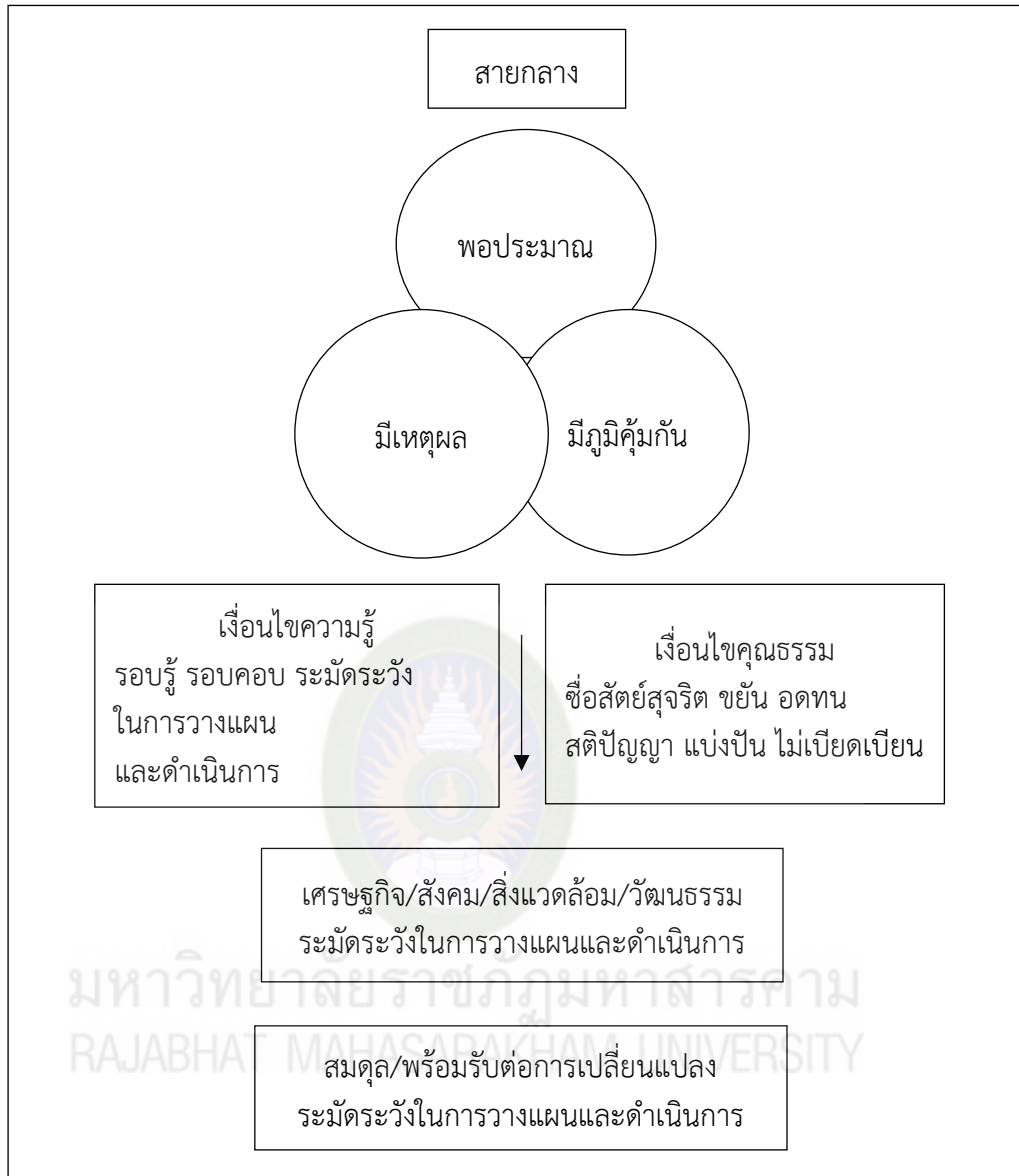 สายกลาง
พอประมาณ
มีเหตุผล
มีภูมิคุ้มกัน
เงื่อนไขความรู้
รอบรู้ รอบคอบ ระมัดระวัง
ในการวางแผน
และดำเนินการ
เงื่อนไขคุณธรรม
ซื่อสัตย์สุจริต ขยัน อดทน
สติปัญญา แบ่งปัน ไม่เบียดเบียน
เศรษฐกิจ/สังคม/สิ่งแวดล้อม/วัฒนธรรม
ระมัดระวังในการวางแผนและดำเนินการ
มหาวิทยาลัยราชภัฏมหาสารคาม
RAJABHAT MAHASARAKHAM UNIVERSITY
สมดุล/พร้อมรับต่อการเปลี่ยนแปลง
ระมัดระวังในการวางแผนและดำเนินการ